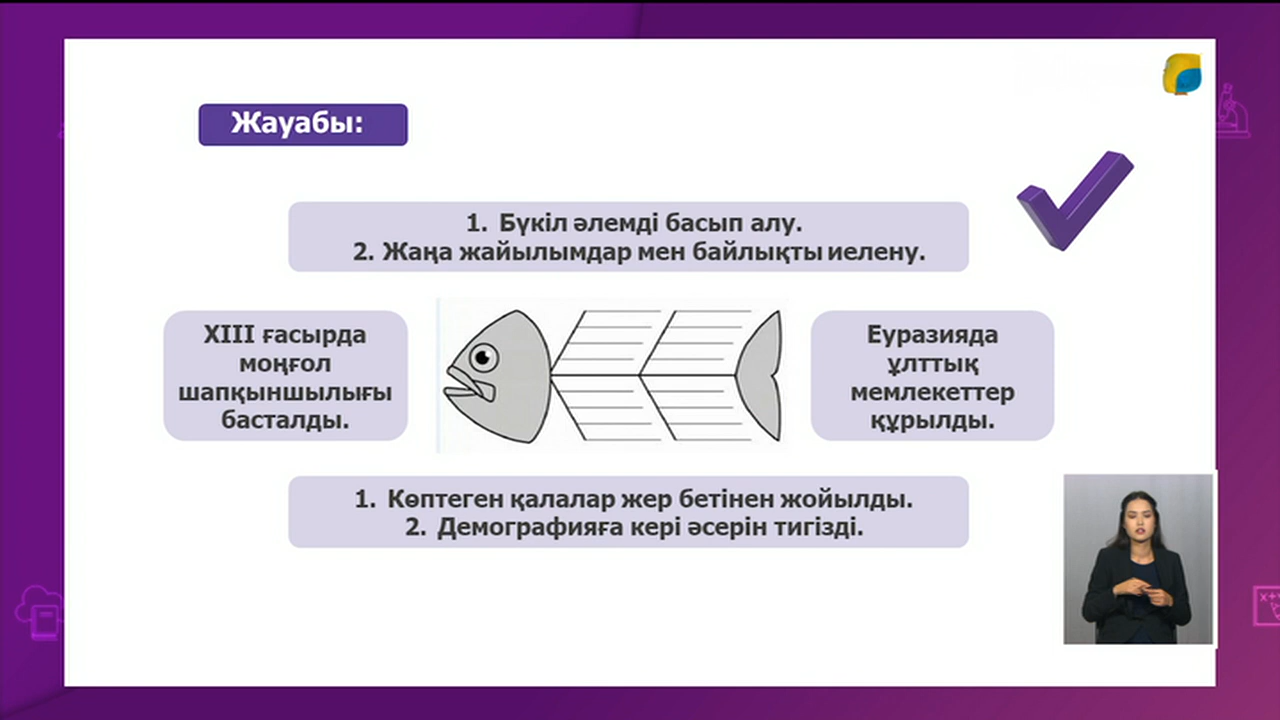 Жауабы:
1. Бүкіл әлемді басып алу.
2. Жаңа жайылымдар мен байлықты иелену.
XIII ғасырда
моңғол
шапқыншылығы
басталды.
Еуразияда
ұлттық
мемлекеттер
құрылды.
1. Көптеген қалалар жер бетінен жойылды.
2. Демографияға кері әсерін тигізді.